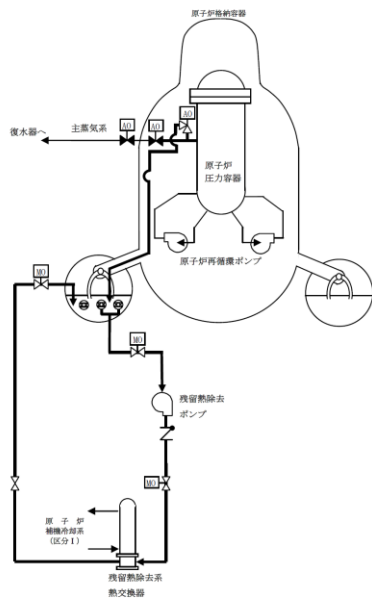 原子炉格納容器
AO
主蒸気系
AO
AO
復水器へ
原子炉
圧力容器
原子炉再循環ポンプ
MO
MO
残留熱除去
ポンプ
MO
原 子 炉
補機冷却系
(区分Ⅰ)
残留熱除去系
熱交換器